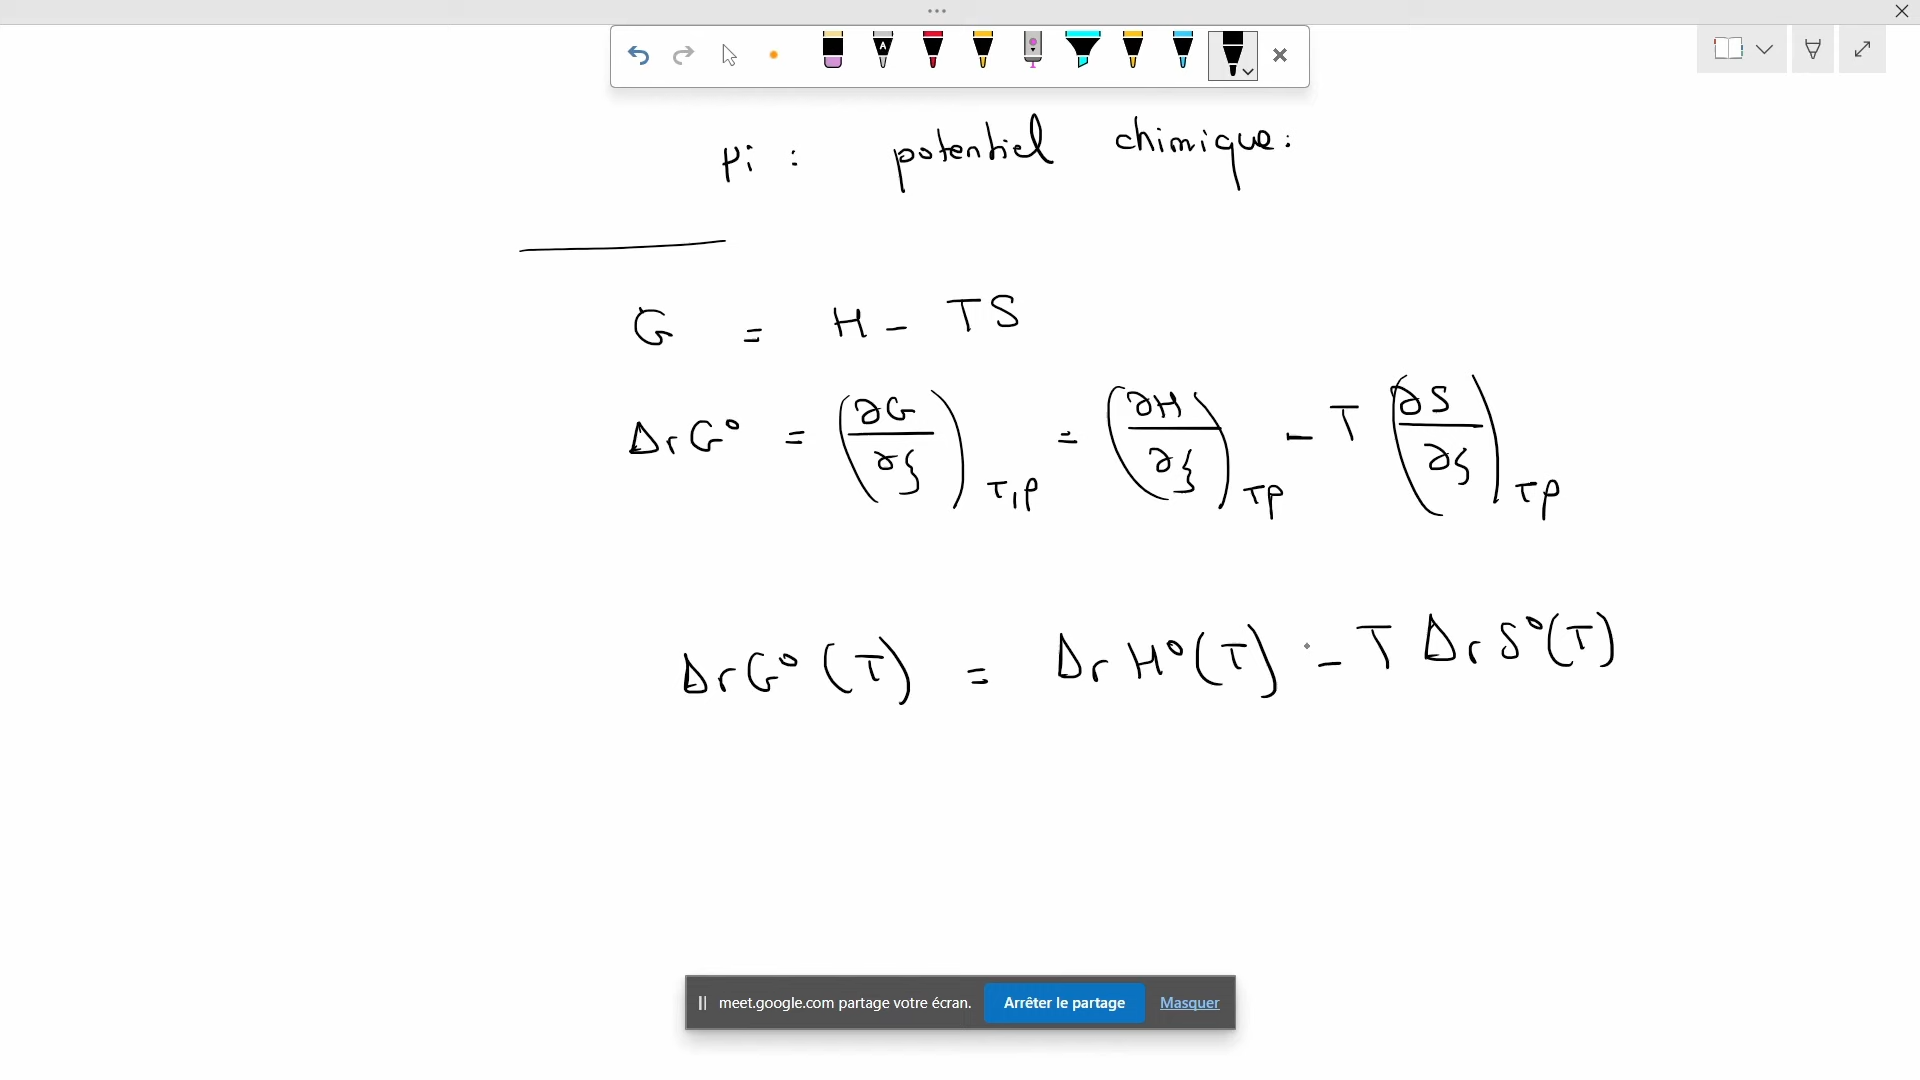 A
μi : potentiel chimique:
G = H - TS
ΔrG° = (∂G/∂ξ)T,P = (∂H/∂ξ)TP - T (∂S/∂ξ)TP
ΔrG°(T) = ΔrH°(T) - T ΔrS°(T)
meet.google.com partage votre écran. Arrêter le partage Masquer